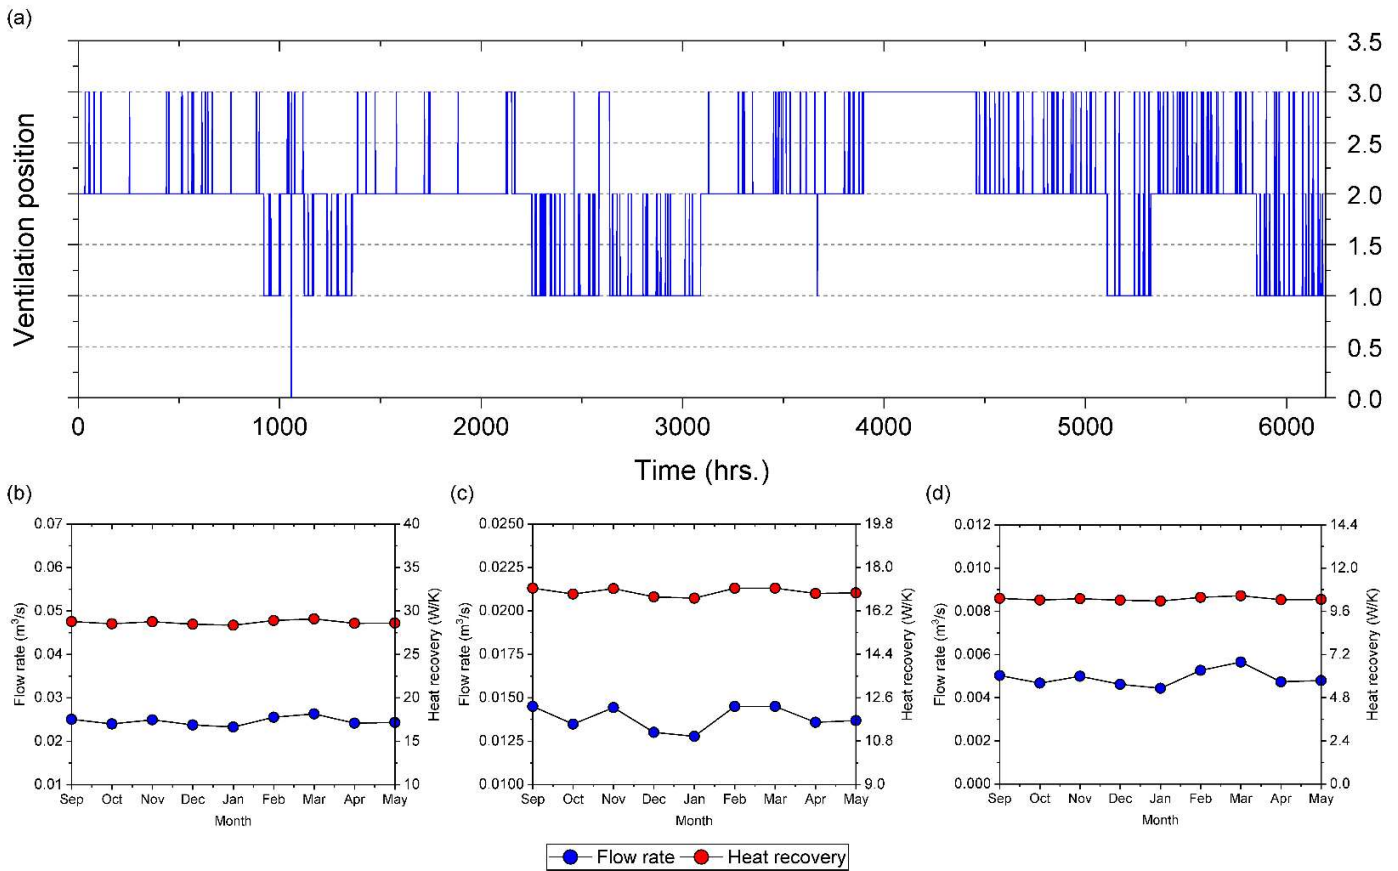 (a)
3.5
3.0
2.5
2.0
1.5
1.0
0.5
0.0
Ventilation position
0 1000 2000 3000 4000 5000 6000
Time (hrs.)
(b)
0.07
0.06
0.05
0.04
0.03
0.02
0.01
Flow rate (m³/s)
40
35
30
25
20
15
10
Heat recovery (W/K)
Sep Oct Nov Dec Jan Feb Mar Apr May
Month
(c)
0.0250
0.0225
0.0200
0.0175
0.0150
0.0125
0.0100
Flow rate (m³/s)
19.8
18.0
16.2
14.4
12.6
10.8
9.0
Heat recovery (W/K)
Sep Oct Nov Dec Jan Feb Mar Apr May
Month
(d)
0.012
0.010
0.008
0.006
0.004
0.002
0.000
Flow rate (m³/s)
14.4
12.0
9.6
7.2
4.8
2.4
0.0
Heat recovery (W/K)
Sep Oct Nov Dec Jan Feb Mar Apr May
Month
Flow rate Heat recovery